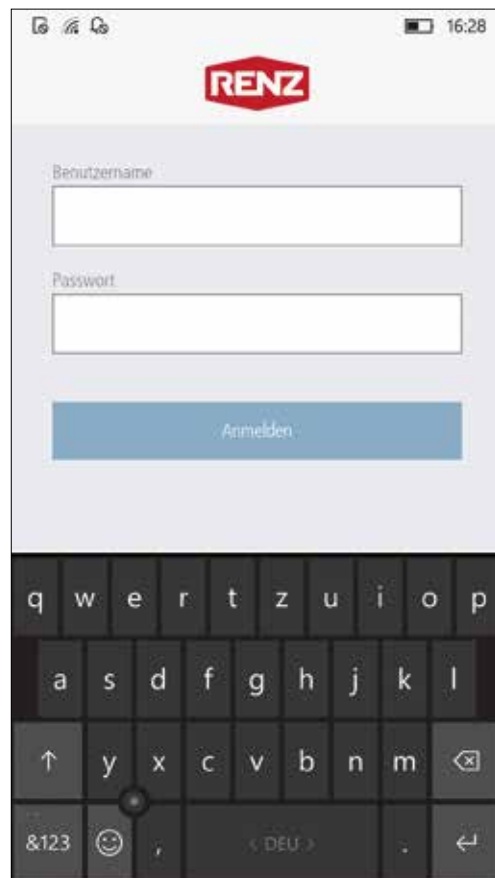 16:28
RENZ
Benutzername
Passwort
Anmelden
q w e r t z u i o p
a s d f g h j k l
y x c v b n m
&123 , < DEU > .